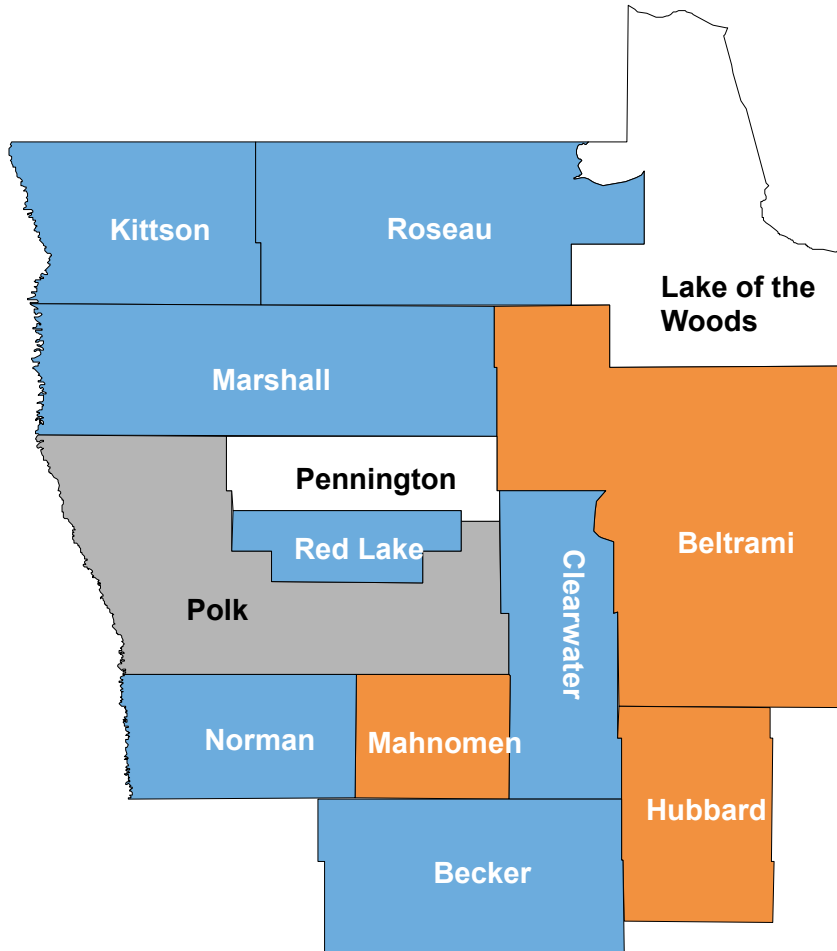 Kittson
Roseau
Lake of the
Woods
Marshall
Pennington
Red Lake
Clearwater
Beltrami
Polk
Norman
Mahnomen
Hubbard
Becker